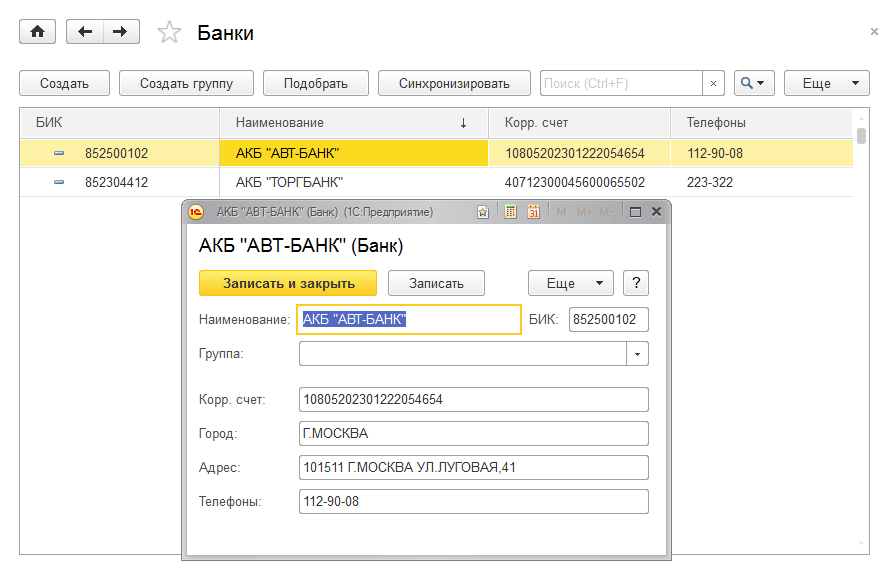 Банки
Создать Создать группу Подобрать Синхронизировать Поиск (Ctrl+F) Еще
БИК Наименование Корр. счет Телефоны
852500102 АКБ "АВТ-БАНК" 10805202301222054654 112-90-08
852304412 АКБ "ТОРГБАНК" 40712300045600065502 223-322
АКБ "АВТ-БАНК" (Банк) (1С:Предприятие) 31 M M+ M-
АКБ "АВТ-БАНК" (Банк)
Записать и закрыть Записать Еще ?
Наименование: АКБ "АВТ-БАНК" БИК: 852500102
Группа:
Корр. счет: 10805202301222054654
Город: Г.МОСКВА
Адрес: 101511 Г.МОСКВА УЛ.ЛУГОВАЯ,41
Телефоны: 112-90-08